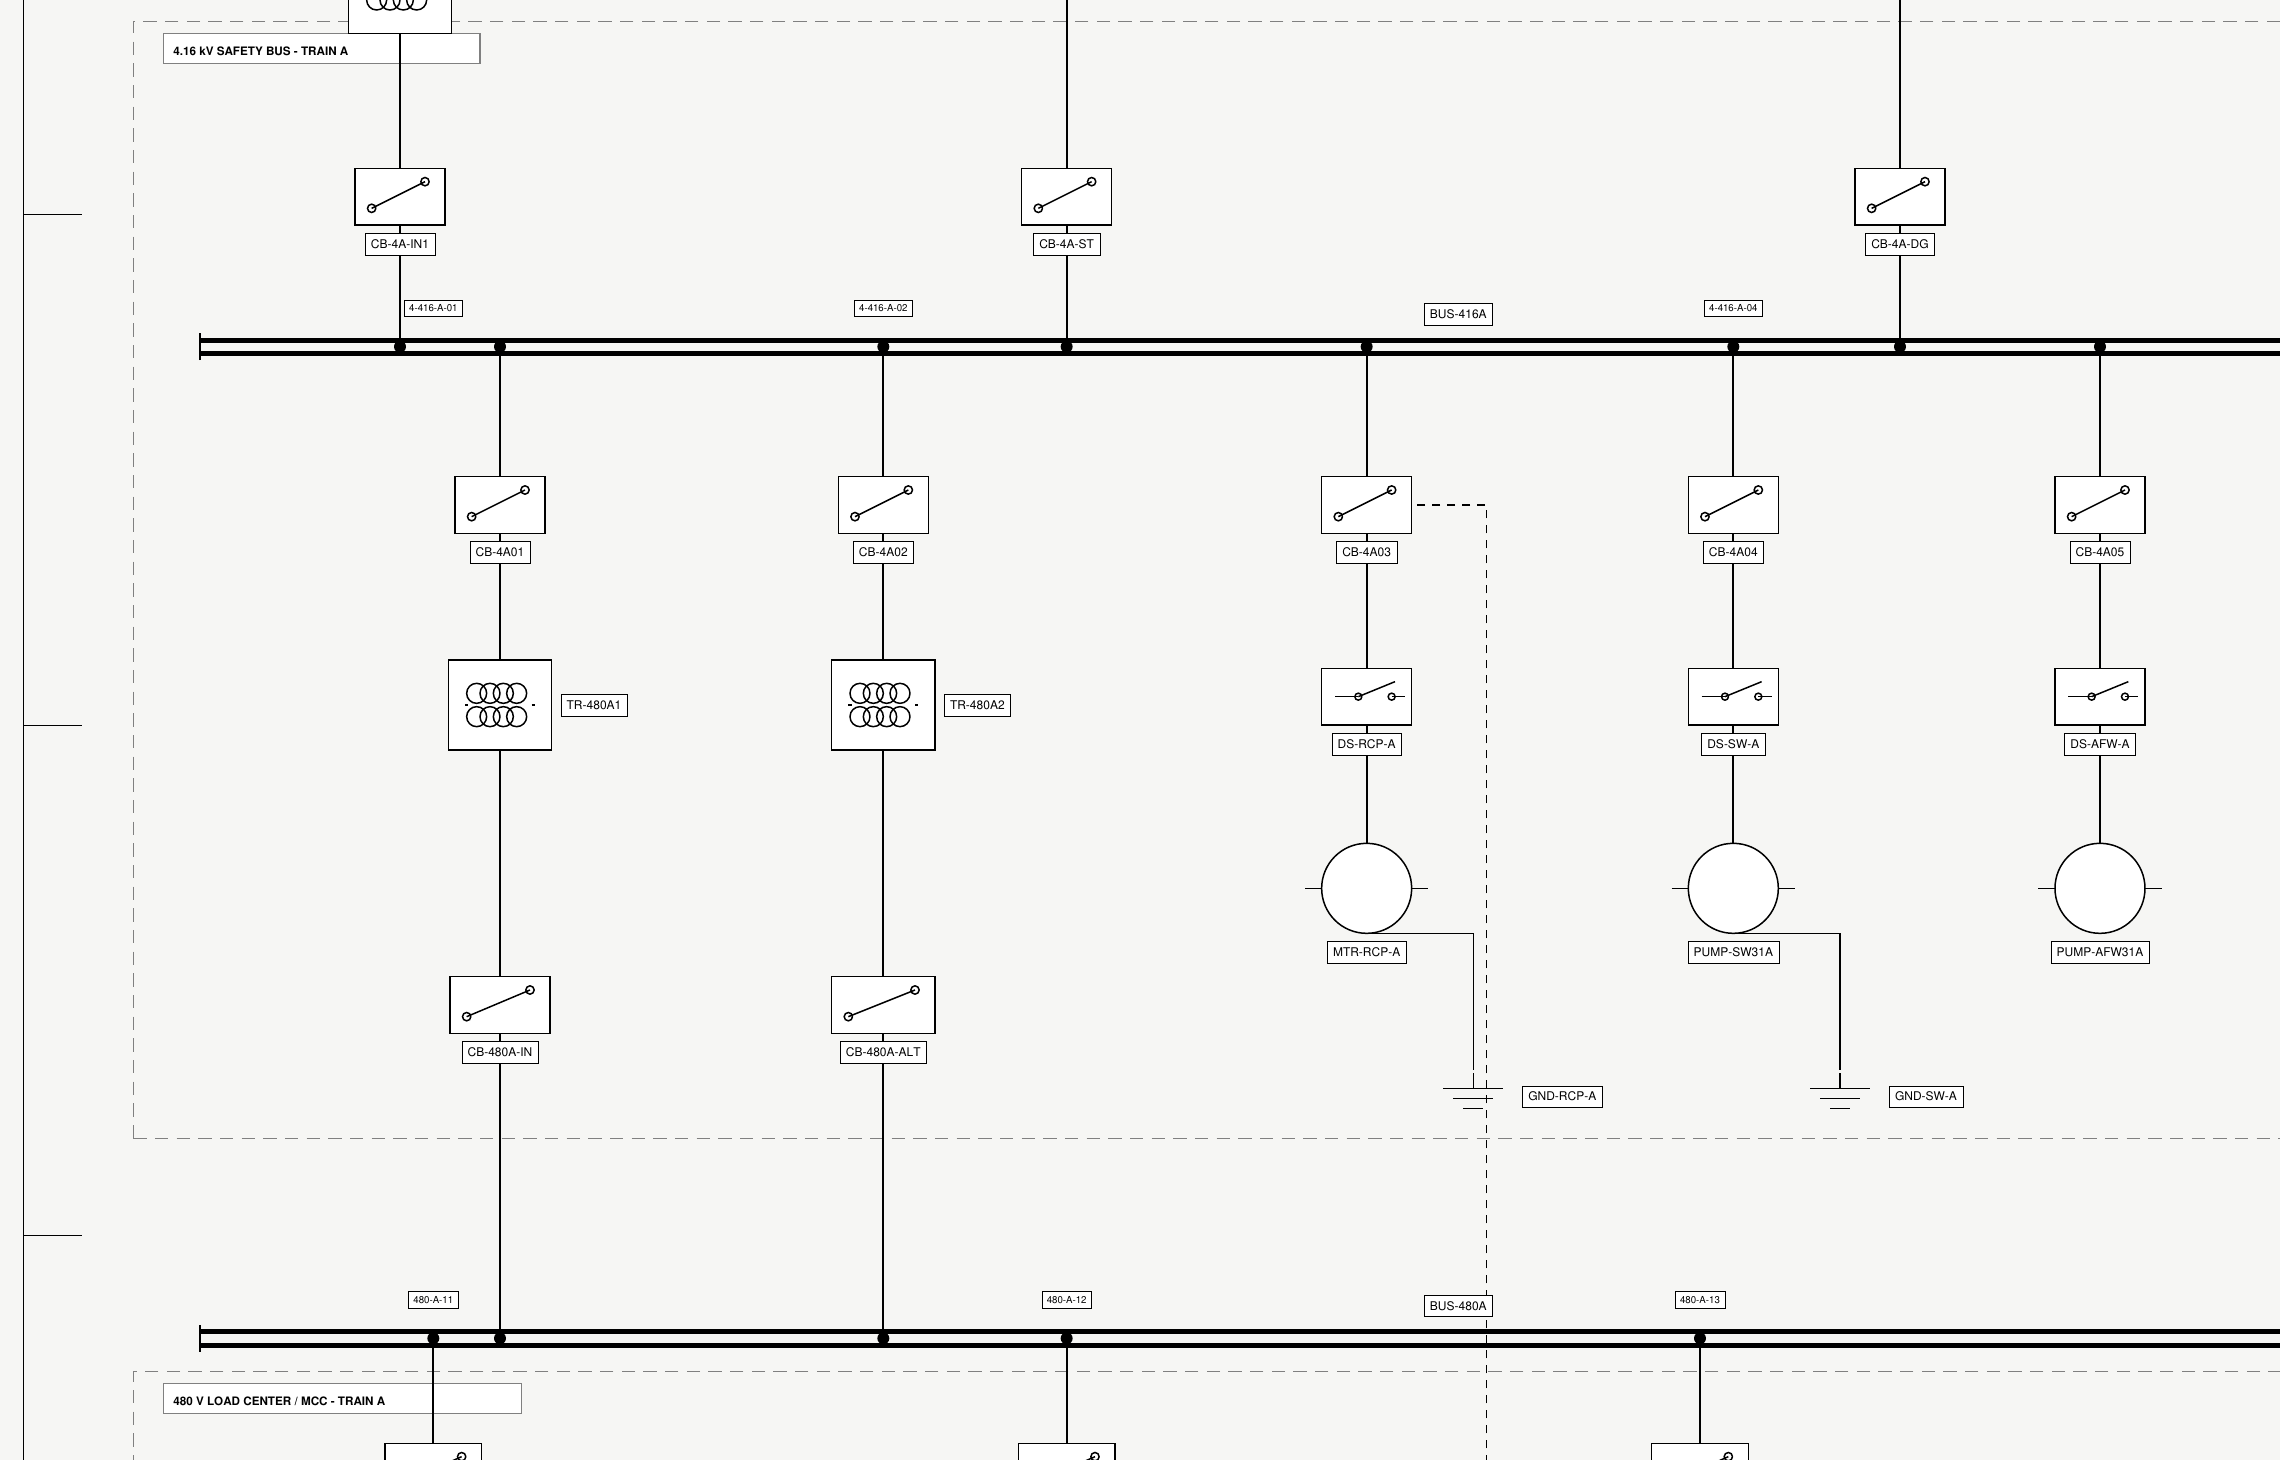 4.16 kV SAFETY BUS - TRAIN A
CB-4A-IN1
CB-4A-ST
CB-4A-DG
4-416-A-01
4-416-A-02
BUS-416A
4-416-A-04
CB-4A01
CB-4A02
CB-4A03
CB-4A04
CB-4A05
TR-480A1
TR-480A2
DS-RCP-A
DS-SW-A
DS-AFW-A
MTR-RCP-A
PUMP-SW31A
PUMP-AFW31A
CB-480A-IN
CB-480A-ALT
GND-RCP-A
GND-SW-A
480-A-11
480-A-12
BUS-480A
480-A-13
480 V LOAD CENTER / MCC - TRAIN A